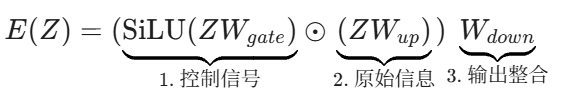 E(Z) = (SiLU(ZW_gate) ⊙ (ZW_up)) W_down
1. 控制信号 2. 原始信息 3. 输出整合